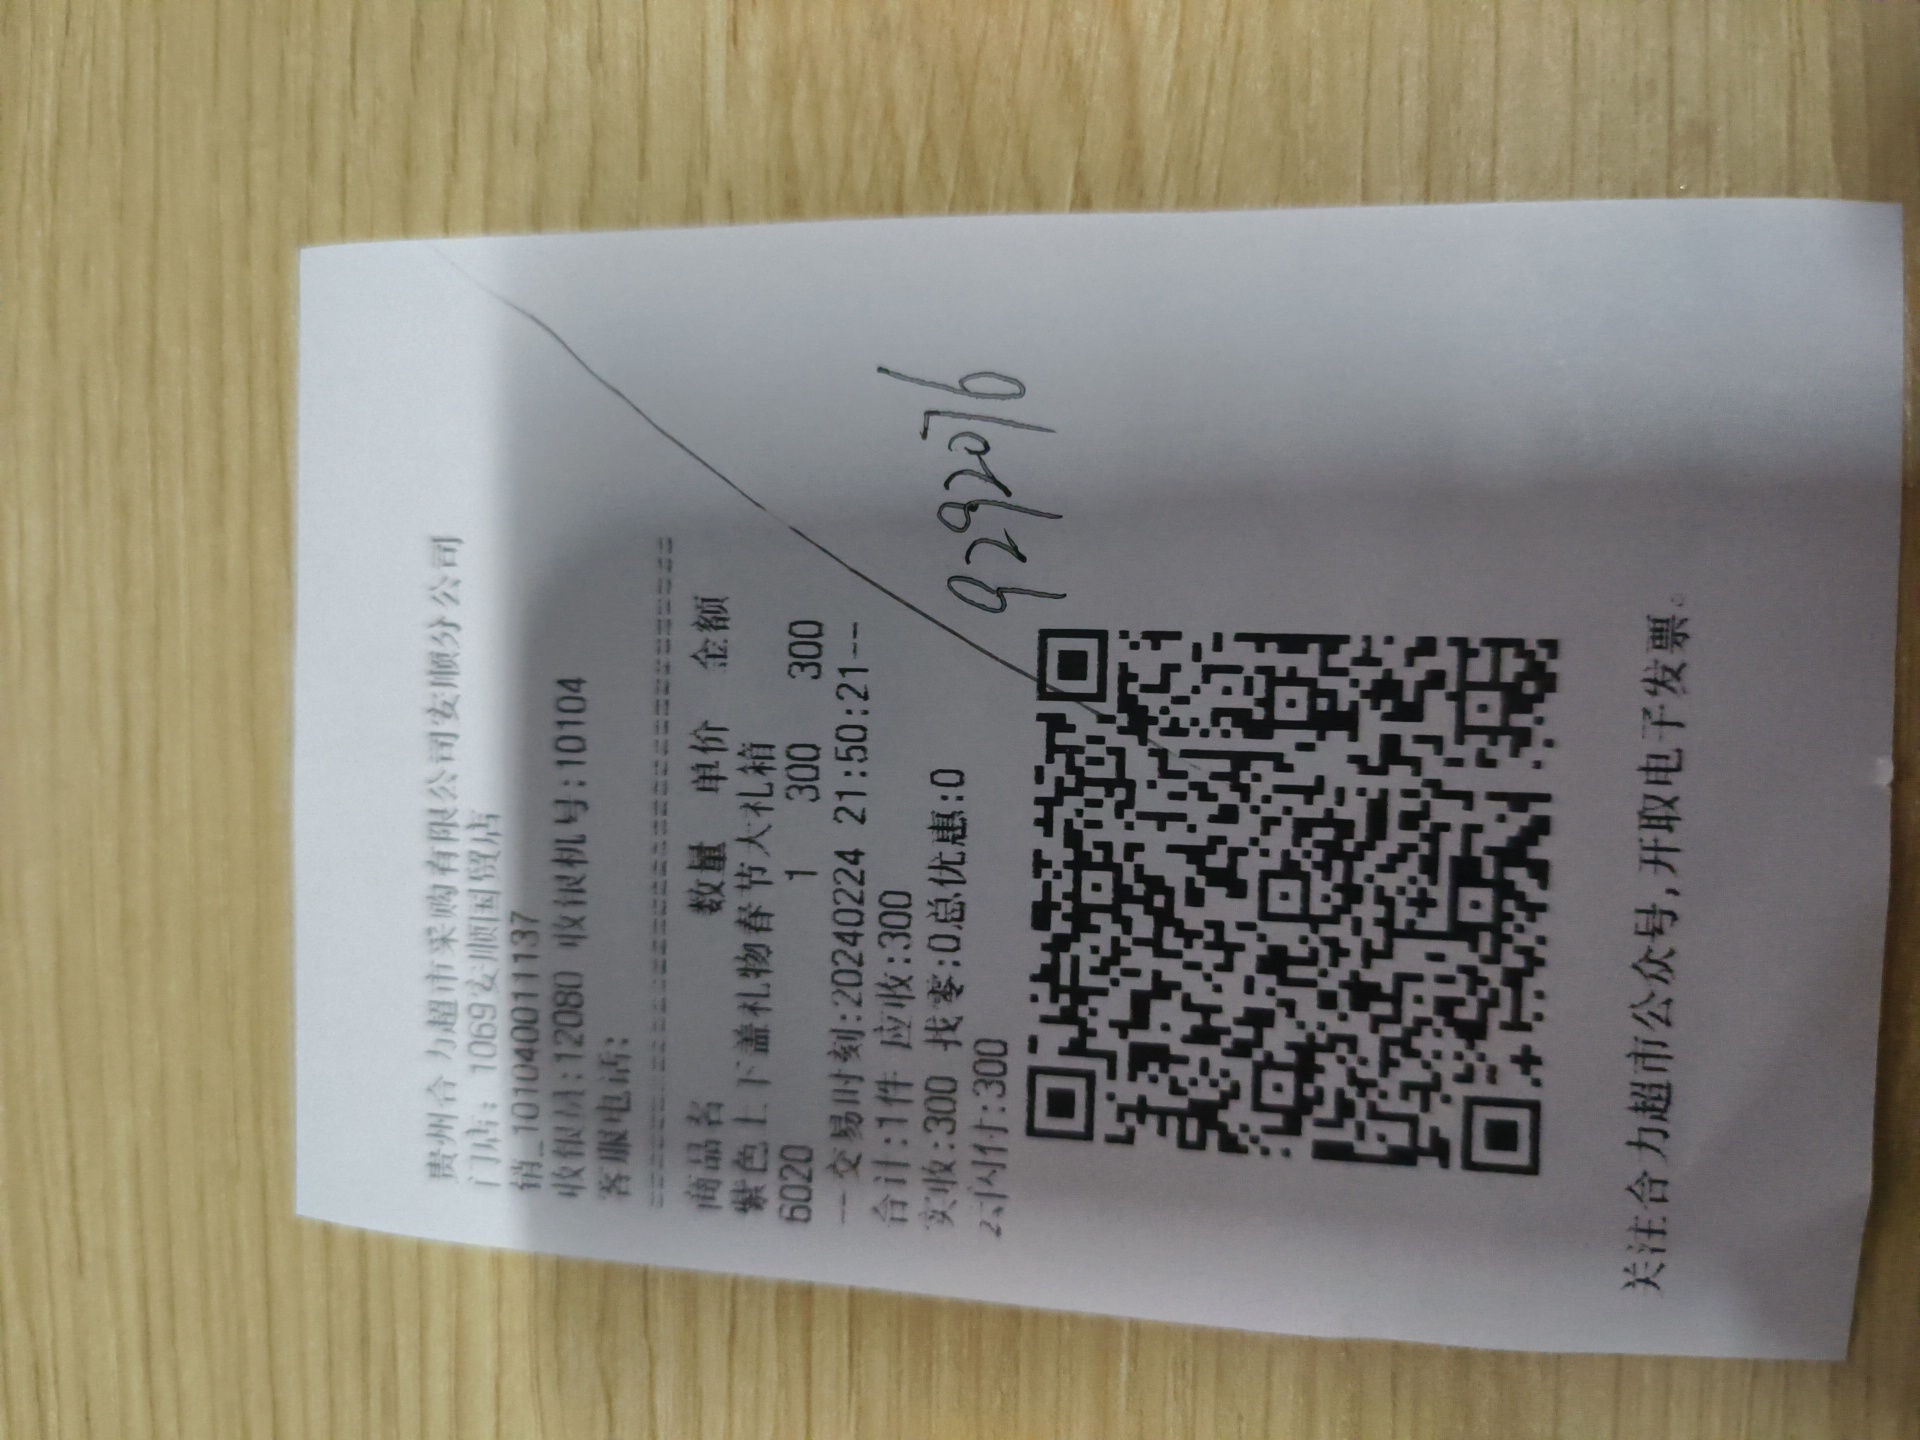 贵州合力超市采购有限公司安顺分公司
门店: 1069安顺国贸店
销_101040011137
收银员:12080 收银机号:10104
客服电话:
==============================
商品名 数量 单价 金额
紫色上下盖礼物春节大礼箱
6020 1 300 300
--交易时刻:20240224 21:50:21--
合计:1件 应收:300
实收:300 找零:0总优惠:0
云闪付:300
9292076
关注合力超市公众号,开取电子发票。